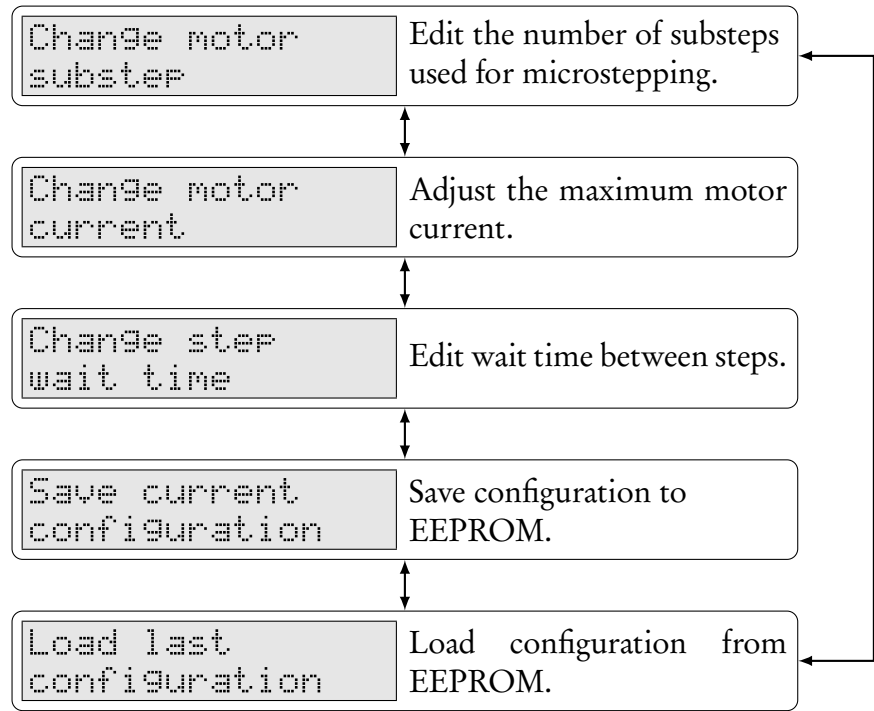 Change motor
substep
Edit the number of substeps
used for microstepping.
Change motor
current
Adjust the maximum motor
current.
Change step
wait time
Edit wait time between steps.
Save current
configuration
Save configuration to
EEPROM.
Load last
configuration
Load configuration from
EEPROM.